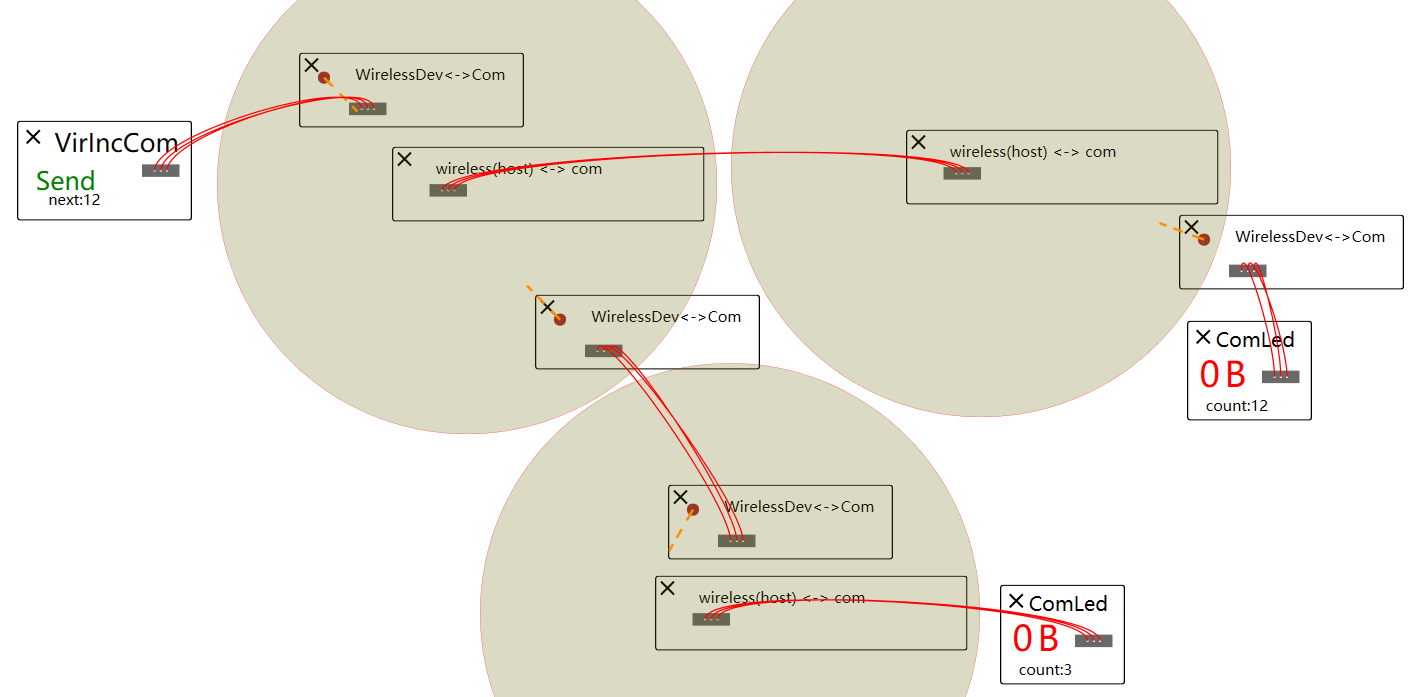 WirelessDev<->Com
VirIncCom
Send
next:12
wireless(host) <-> com
wireless(host) <-> com
WirelessDev<->Com
WirelessDev<->Com
ComLed
0B
count:12
WirelessDev<->Com
wireless(host) <-> com
ComLed
0B
count:3